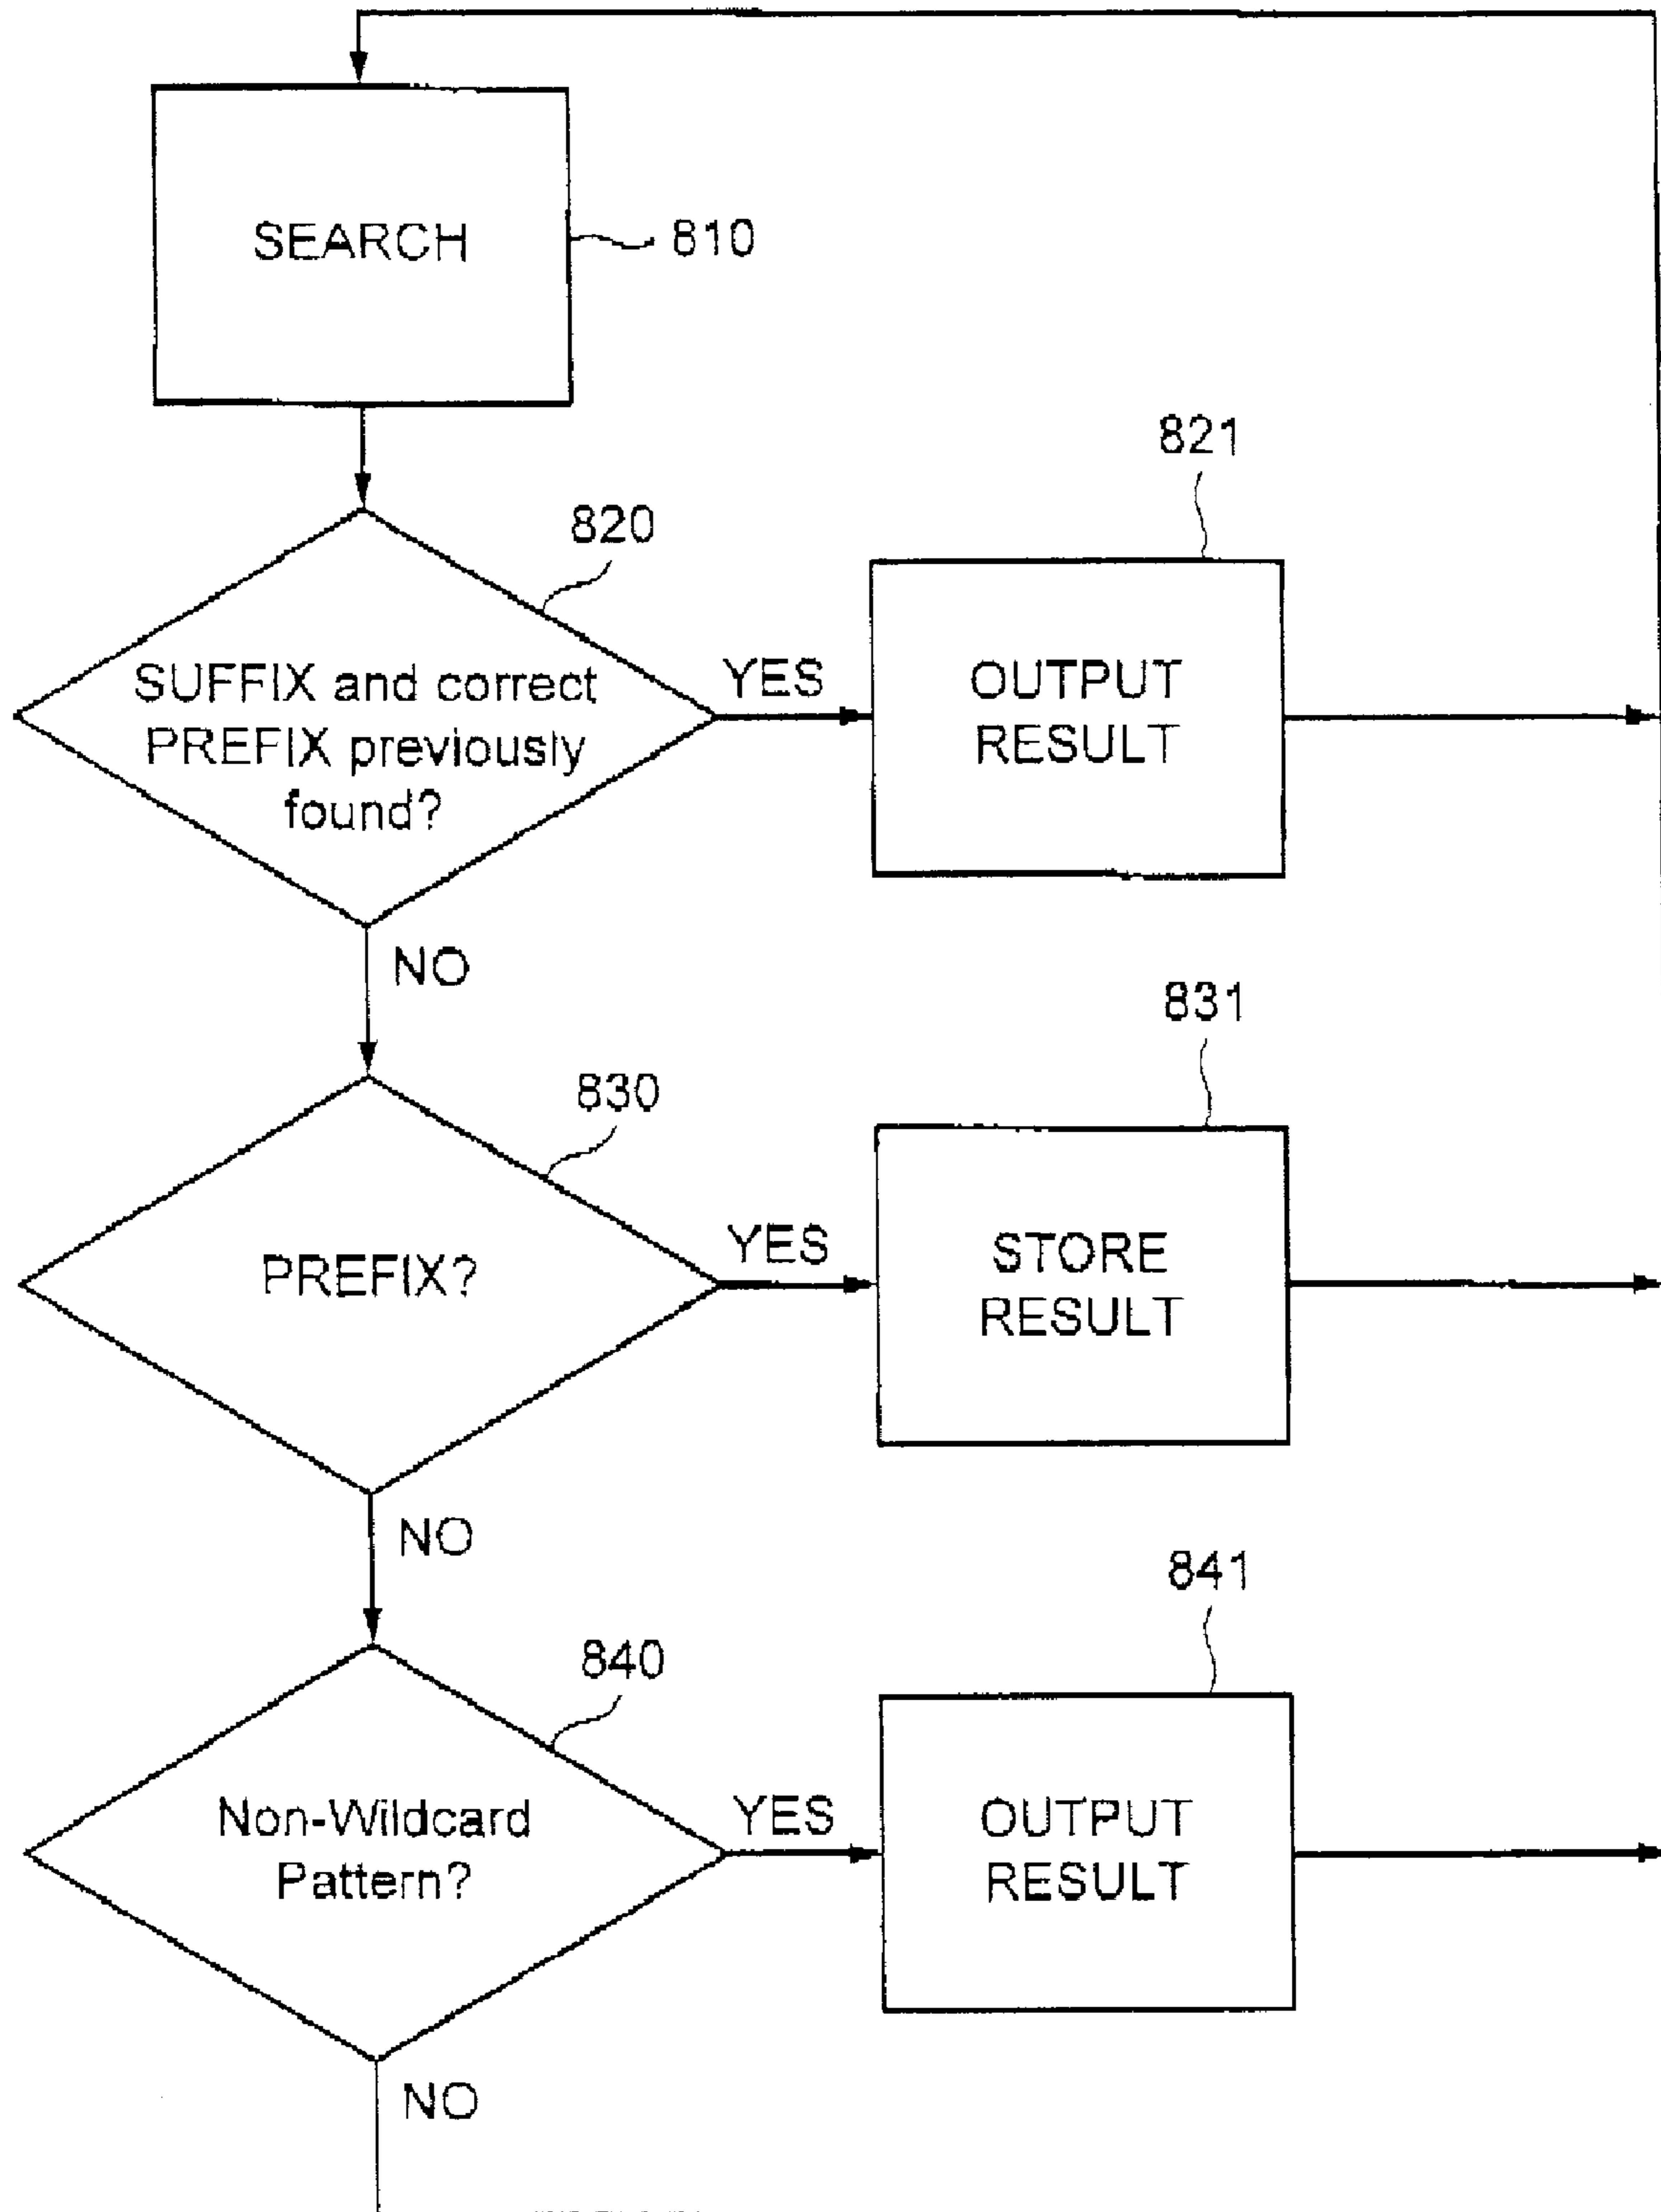 SEARCH
810
821
820
SUFFIX and correct
PREFIX previously
found?
YES
OUTPUT
RESULT
NO
831
830
PREFIX?
YES
STORE
RESULT
NO
841
840
Non-Wildcard
Pattern?
YES
OUTPUT
RESULT
NO